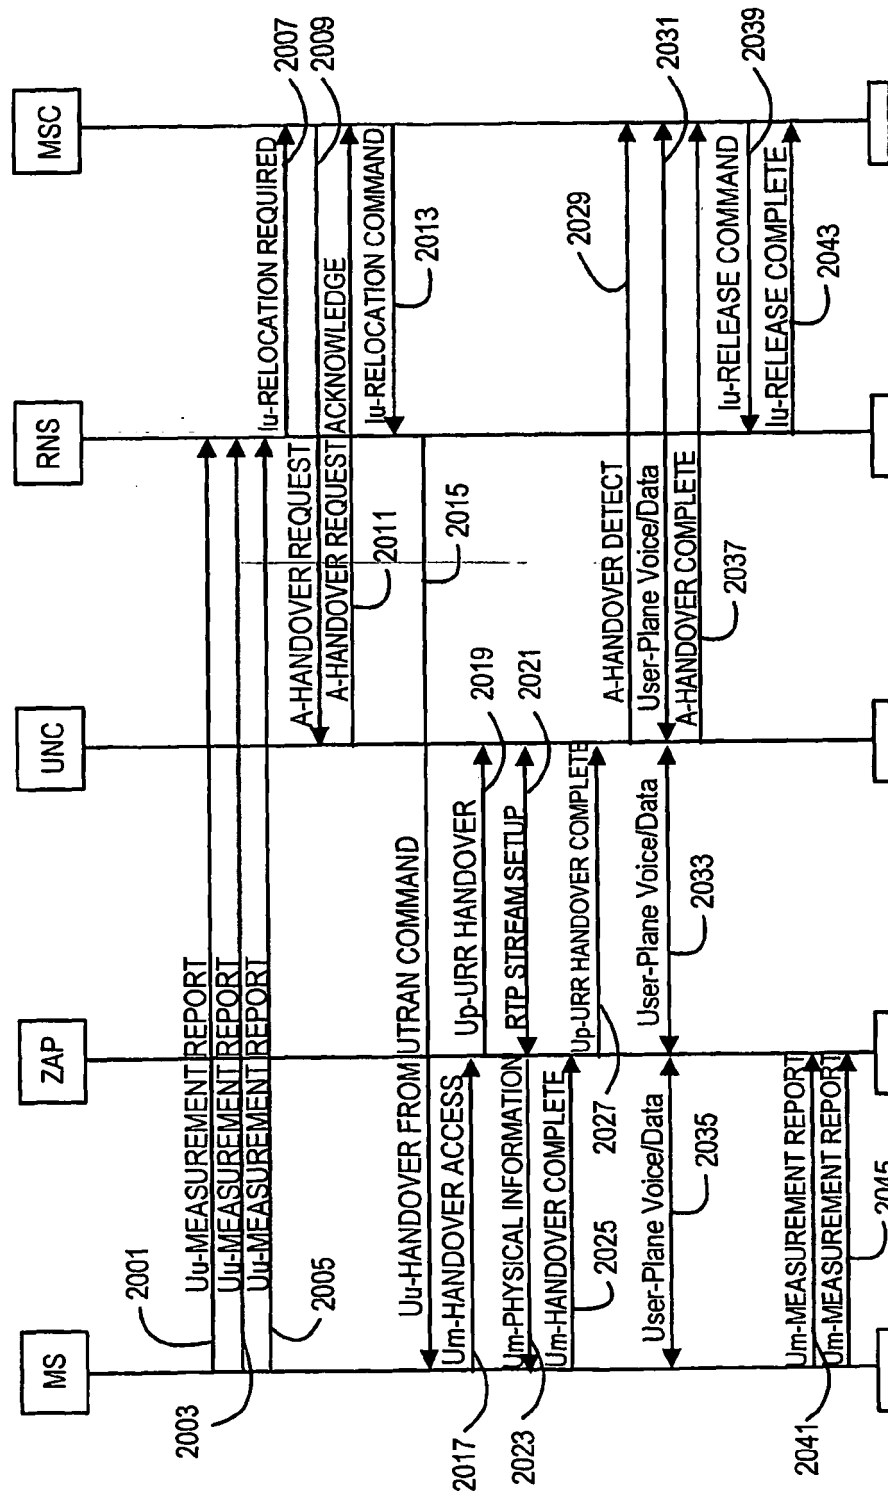 MS
ZAP
UNC
RNS
MSC
2001
Uu-MEASUREMENT REPORT
2003
Uu-MEASUREMENT REPORT
2005
Uu-MEASUREMENT REPORT
Iu-RELOCATION REQUIRED
2007
A-HANDOVER REQUEST
2009
A-HANDOVER REQUEST ACKNOWLEDGE
2011
Iu-RELOCATION COMMAND
2013
Uu-HANDOVER FROM UTRAN COMMAND
2015
Um-HANDOVER ACCESS
2017
Up-URR HANDOVER
2019
RTP STREAM SETUP
2021
Um-PHYSICAL INFORMATION
2023
Um-HANDOVER COMPLETE
2025
Up-URR HANDOVER COMPLETE
2027
A-HANDOVER DETECT
2029
User-Plane Voice/Data
2031
User-Plane Voice/Data
2033
User-Plane Voice/Data
2035
A-HANDOVER COMPLETE
2037
Iu-RELEASE COMMAND
2039
Um-MEASUREMENT REPORT
2041
Iu-RELEASE COMPLETE
2043
Um-MEASUREMENT REPORT
2045